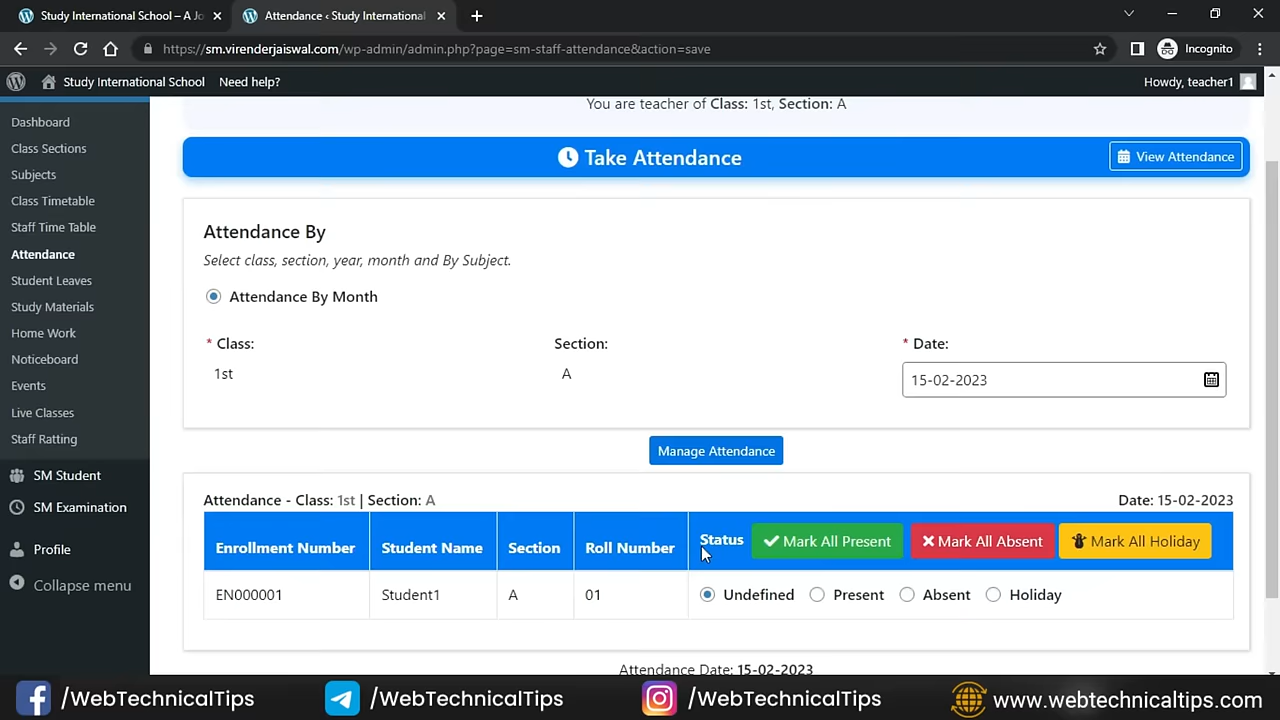 Study International School – A Jo
Attendance ‹ Study International
https://sm.virenderjaiswal.com/wp-admin/admin.php?page=sm-staff-attendance&action=save
Incognito
Study International School
Need help?
Howdy, teacher1
Dashboard
Class Sections
Subjects
Class Timetable
Staff Time Table
Attendance
Student Leaves
Study Materials
Home Work
Noticeboard
Events
Live Classes
Staff Ratting
SM Student
SM Examination
Profile
Collapse menu
You are teacher of Class: 1st, Section: A
Take Attendance
View Attendance
Attendance By
Select class, section, year, month and By Subject.
Attendance By Month
* Class: Section: * Date:
1st A 15-02-2023
Manage Attendance
Attendance - Class: 1st | Section: A Date: 15-02-2023
Enrollment Number Student Name Section Roll Number Status Mark All Present Mark All Absent Mark All Holiday
EN000001 Student1 A 01 Undefined Present Absent Holiday
Attendance Date: 15-02-2023
/WebTechnicalTips /WebTechnicalTips /WebTechnicalTips www.webtechnicaltips.com